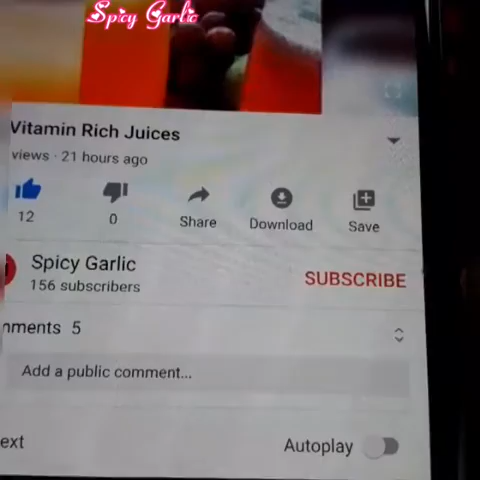 Spicy Garlic
Vitamin Rich Juices
views · 21 hours ago
12
0
Share
Download
Save
Spicy Garlic
156 subscribers
SUBSCRIBE
nments 5
Add a public comment...
ext
Autoplay